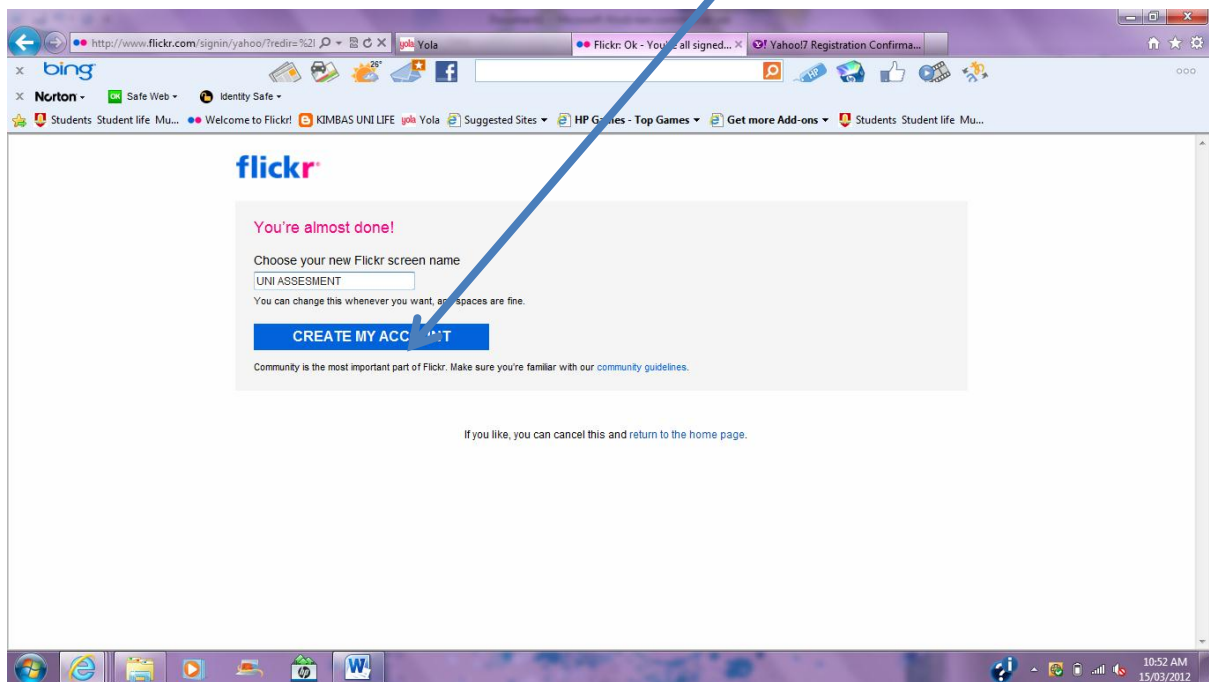 http://www.flickr.com/signin/yahoo/?redir=%2
yola Yola
Flickr: Ok - You're all signed...
Yahoo!7 Registration Confirma...
bing
26°
HP
Norton
OK Safe Web
Identity Safe
Students Student life Mu...
Welcome to Flickr!
KIMBAS UNI LIFE
yola Yola
Suggested Sites
HP Games - Top Games
Get more Add-ons
Students Student life Mu...
flickr
You're almost done!
Choose your new Flickr screen name
UNI ASSESMENT
You can change this whenever you want, and spaces are fine.
CREATE MY ACCOUNT
Community is the most important part of Flickr. Make sure you're familiar with our community guidelines.
If you like, you can cancel this and return to the home page.
10:52 AM
15/03/2012